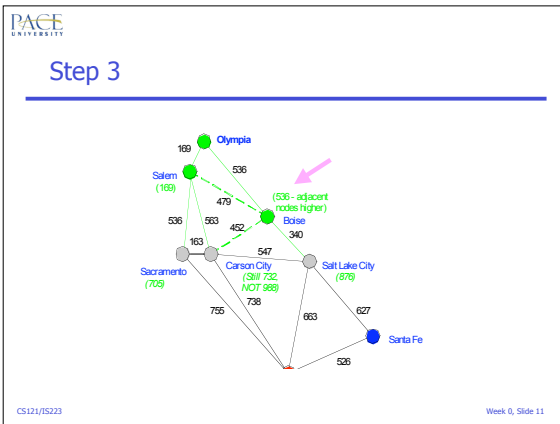 PACE
UNIVERSITY
Step 3
Olympia
169
536
Salem
(169)
479
(536 - adjacent
nodes higher)
Boise
536
563
452
340
163
547
Sacramento
(705)
Carson City
(Still 732,
NOT 988)
Salt Lake City
(876)
738
755
663
627
Santa Fe
526
CS121/IS223
Week 0, Slide 11